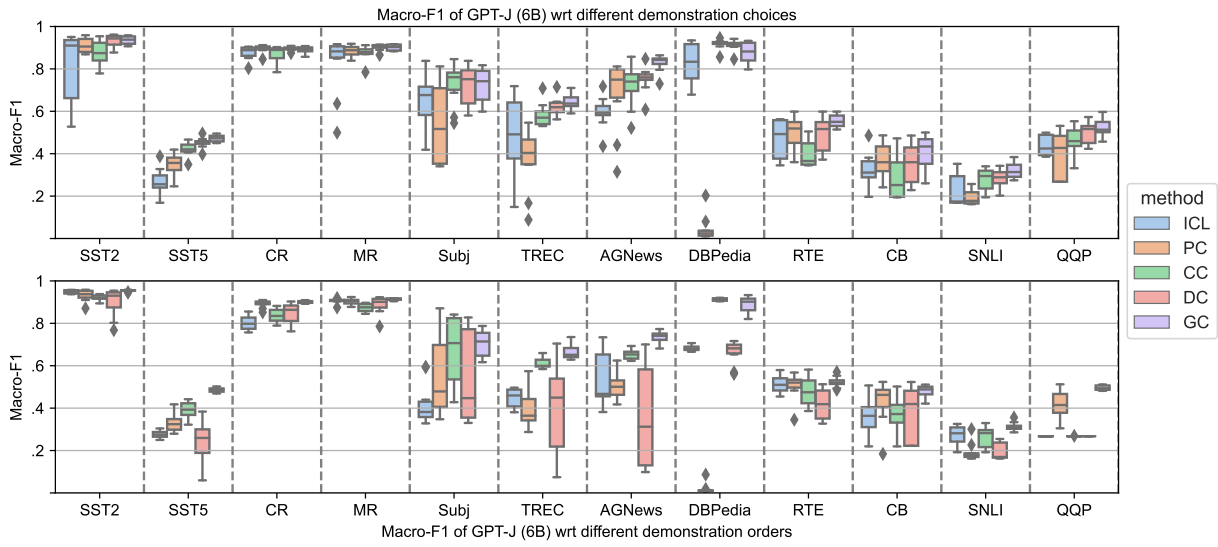 Macro-F1 of GPT-J (6B) wrt different demonstration choices
1
.8
.6
.4
.2
Macro-F1
SST2 SST5 CR MR Subj TREC AGNews DBPedia RTE CB SNLI QQP
method
ICL
PC
CC
DC
GC
1
.8
.6
.4
.2
Macro-F1
SST2 SST5 CR MR Subj TREC AGNews DBPedia RTE CB SNLI QQP
Macro-F1 of GPT-J (6B) wrt different demonstration orders